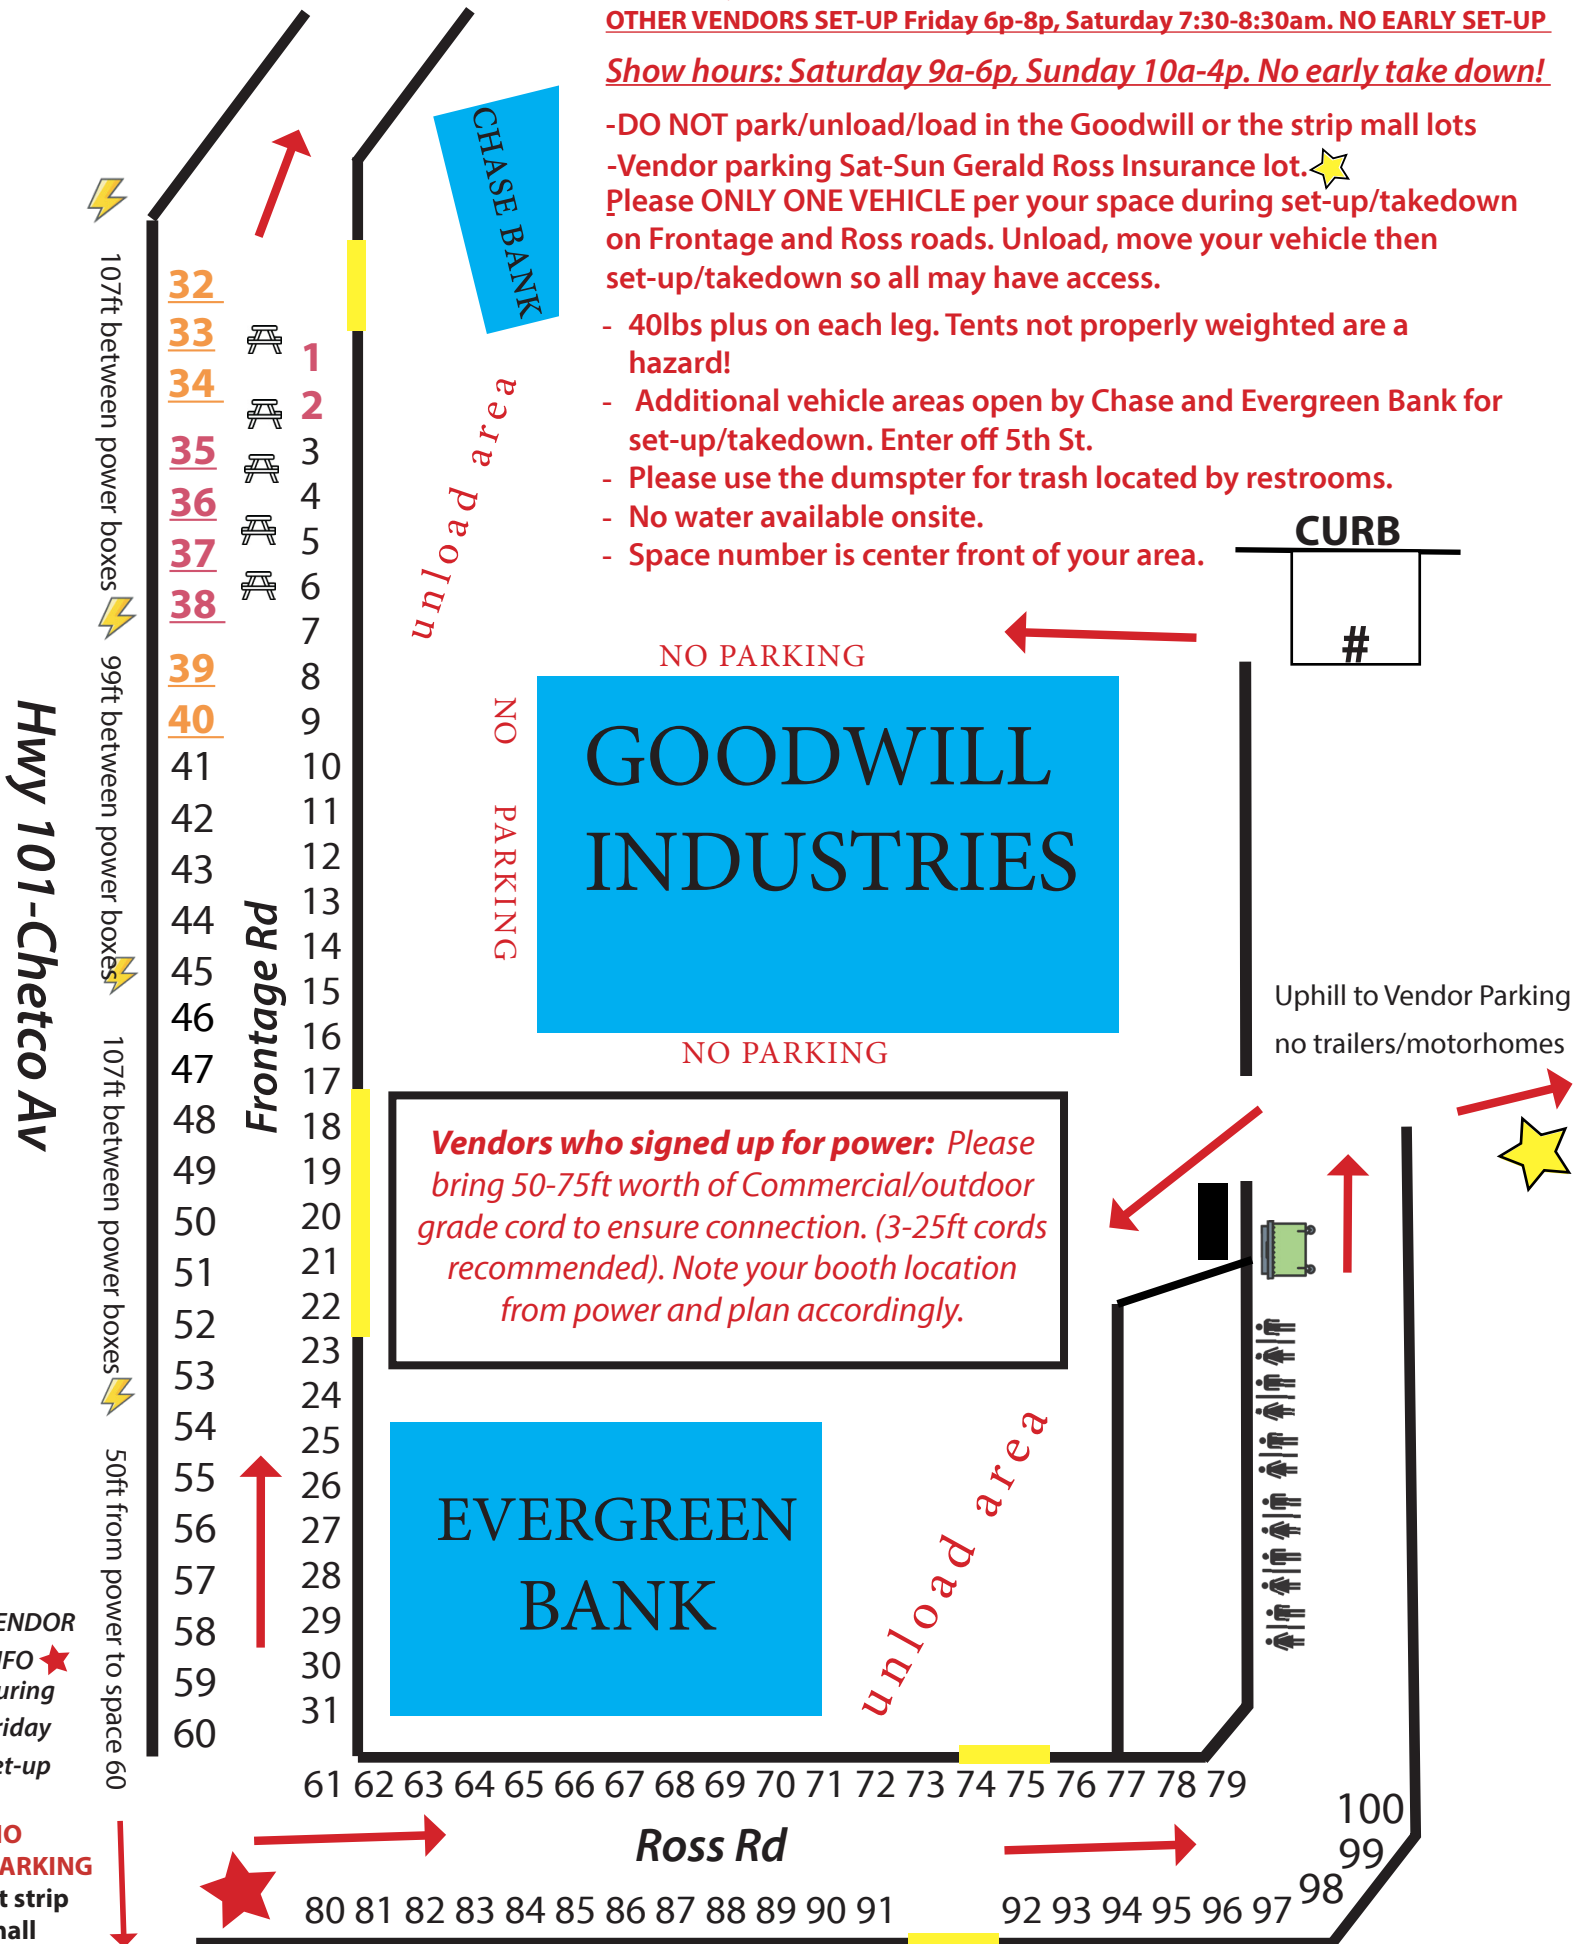 OTHER VENDORS SET-UP Friday 6p-8p, Saturday 7:30-8:30am. NO EARLY SET-UP
Show hours: Saturday 9a-6p, Sunday 10a-4p. No early take down!
-DO NOT park/unload/load in the Goodwill or the strip mall lots
-Vendor parking Sat-Sun Gerald Ross Insurance lot.
Please ONLY ONE VEHICLE per your space during set-up/takedown
on Frontage and Ross roads. Unload, move your vehicle then
set-up/takedown so all may have access.
- 40lbs plus on each leg. Tents not properly weighted are a
hazard!
- Additional vehicle areas open by Chase and Evergreen Bank for
set-up/takedown. Enter off 5th St.
- Please use the dumspter for trash located by restrooms.
- No water available onsite.
- Space number is center front of your area.
CURB
#
CHASE BANK
unload area
NO PARKING
NO PARKING
GOODWILL
INDUSTRIES
NO PARKING
Uphill to Vendor Parking
no trailers/motorhomes
Vendors who signed up for power: Please
bring 50-75ft worth of Commercial/outdoor
grade cord to ensure connection. (3-25ft cords
recommended). Note your booth location
from power and plan accordingly.
EVERGREEN
BANK
unload area
Hwy 101-Chetco Av
107ft between power boxes
99ft between power boxes
107ft between power boxes
50ft from power to space 60
Frontage Rd
32
33
34
35
36
37
38
39
40
41
42
43
44
45
46
47
48
49
50
51
52
53
54
55
56
57
58
59
60
1
2
3
4
5
6
7
8
9
10
11
12
13
14
15
16
17
18
19
20
21
22
23
24
25
26
27
28
29
30
31
61 62 63 64 65 66 67 68 69 70 71 72 73 74 75 76 77 78 79
Ross Rd
80 81 82 83 84 85 86 87 88 89 90 91 92 93 94 95 96 97 98
99
100
ENDOR
FO
uring
riday
et-up
IO
ARKING
t strip
nall